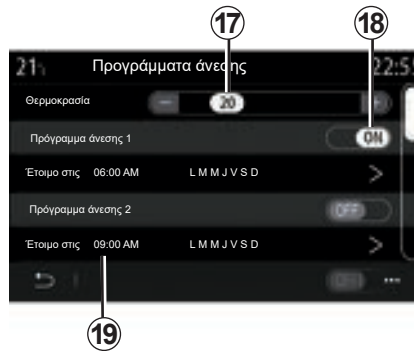 17 18
21 Προγράμματα άνεσης 22:5
Θερμοκρασία 20
Πρόγραμμα άνεσης 1 ON
Έτοιμο στις 06:00 AM L M M J V S D
Πρόγραμμα άνεσης 2 OFF
Έτοιμο στις 09:00 AM L M M J V S D
19